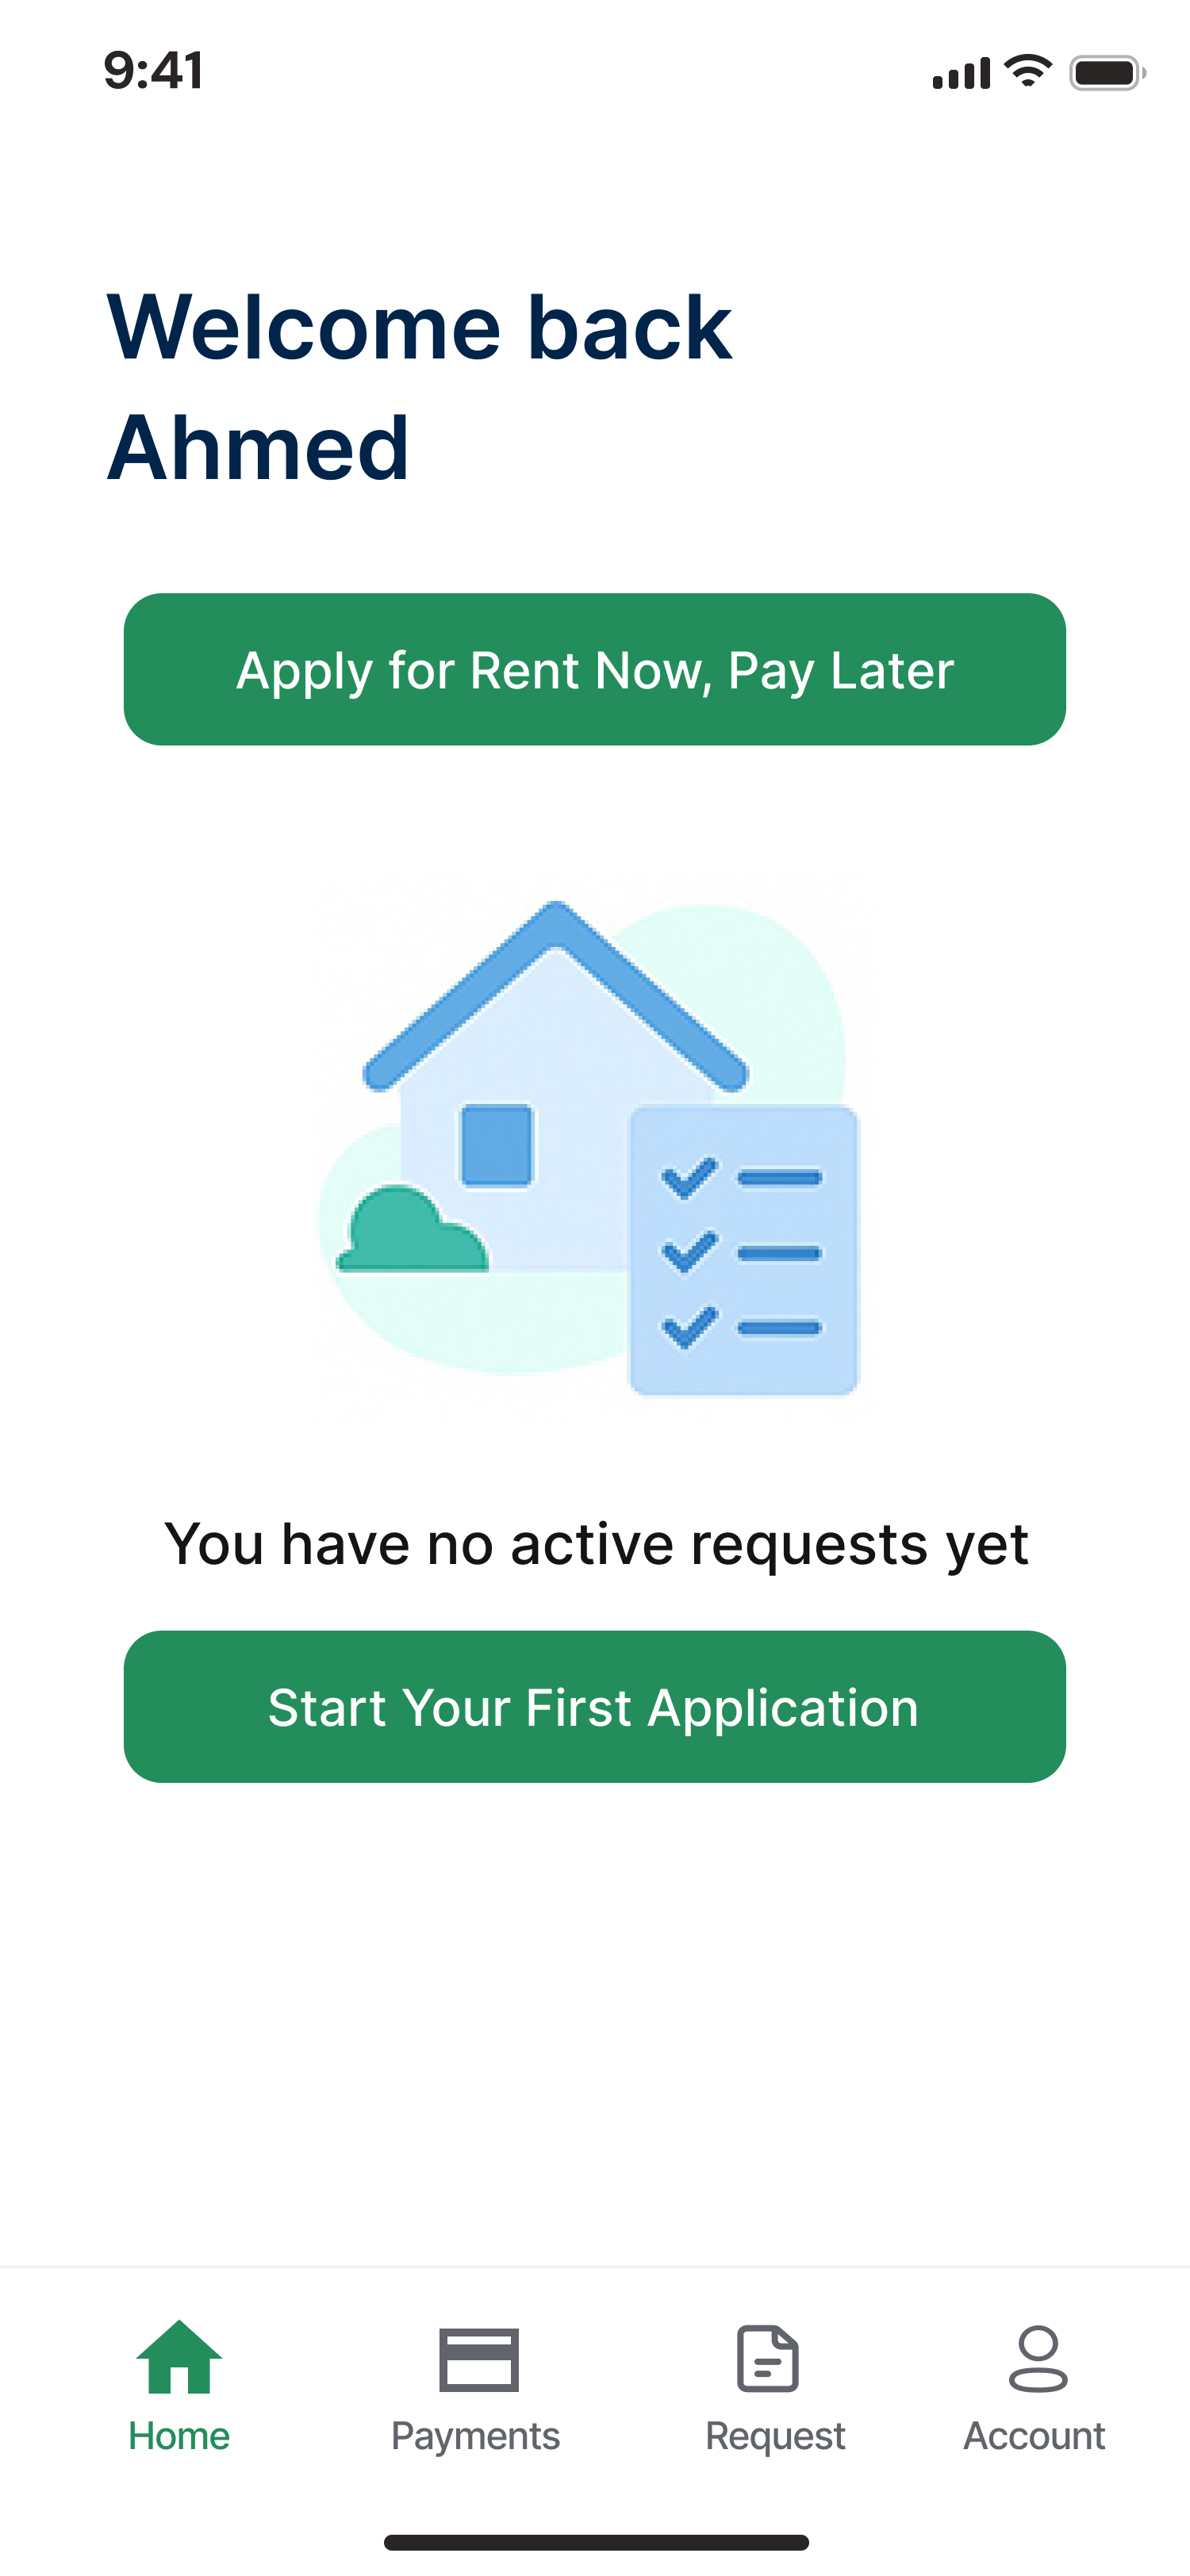 9:41
Welcome back
Ahmed
Apply for Rent Now, Pay Later
You have no active requests yet
Start Your First Application
Home
Payments
Request
Account